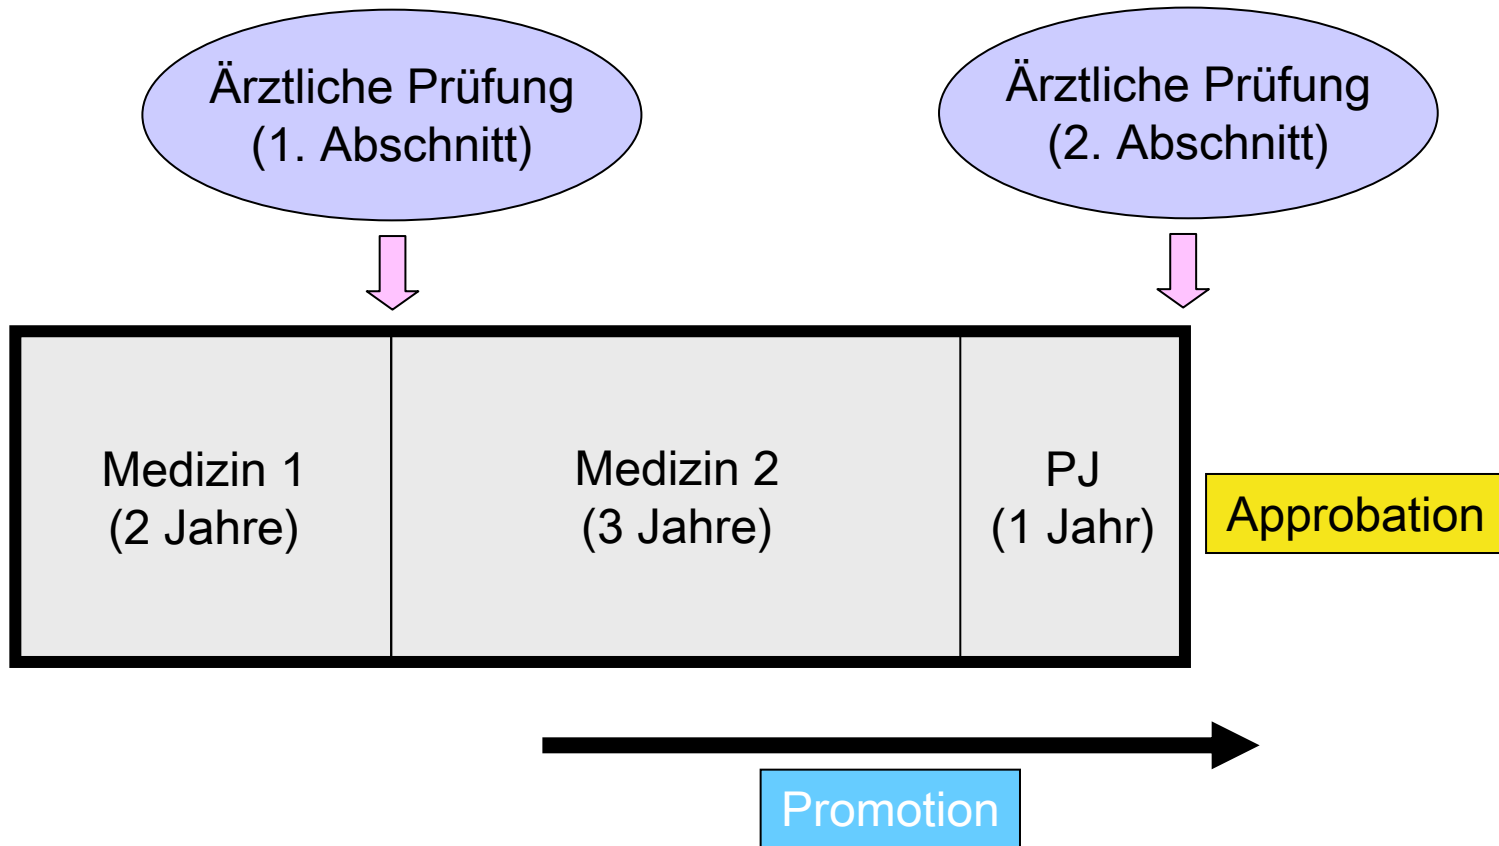 Ärztliche Prüfung
(1. Abschnitt)
Ärztliche Prüfung
(2. Abschnitt)
Medizin 1
(2 Jahre)
Medizin 2
(3 Jahre)
PJ
(1 Jahr)
Approbation
Promotion